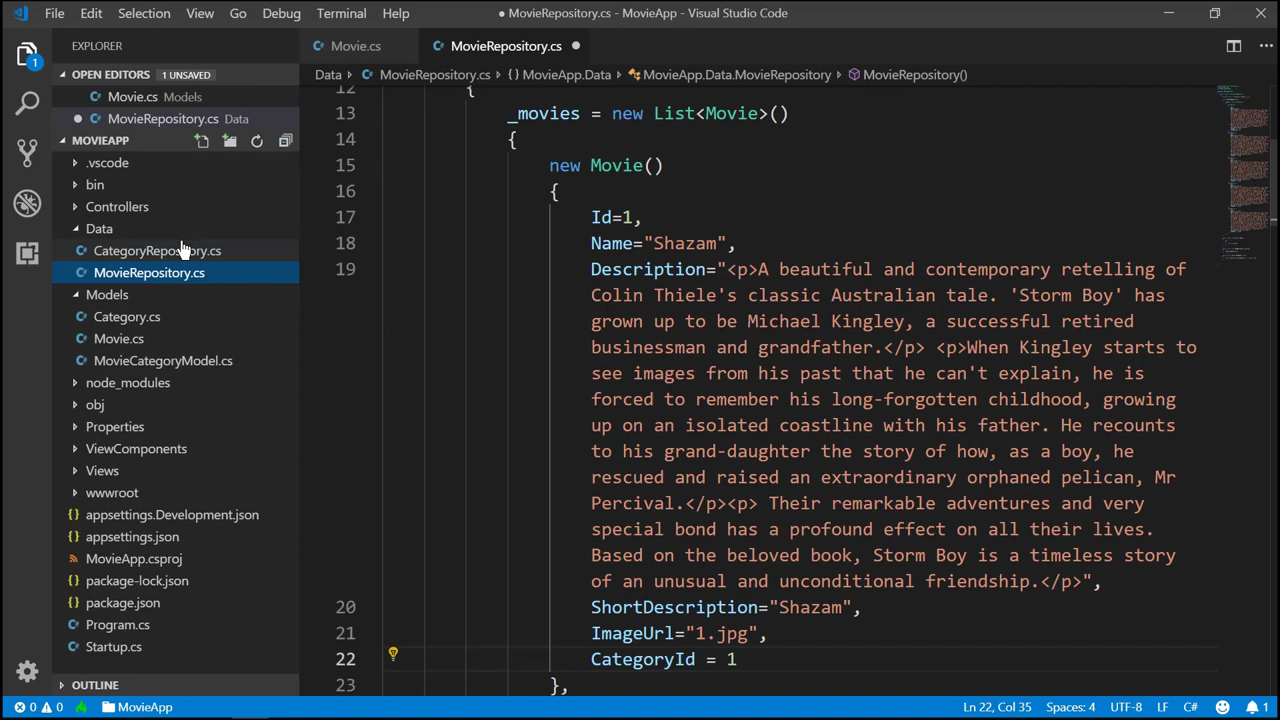 File Edit Selection View Go Debug Terminal Help
● MovieRepository.cs - MovieApp - Visual Studio Code
1
EXPLORER
OPEN EDITORS 1 UNSAVED
Movie.cs Models
MovieRepository.cs Data
MOVIEAPP
.vscode
bin
Controllers
Data
CategoryRepository.cs
MovieRepository.cs
Models
Category.cs
Movie.cs
MovieCategoryModel.cs
node_modules
obj
Properties
ViewComponents
Views
wwwroot
appsettings.Development.json
appsettings.json
MovieApp.csproj
package-lock.json
package.json
Program.cs
Startup.cs
OUTLINE
Movie.cs MovieRepository.cs
Data MovieRepository.cs {} MovieApp.Data MovieApp.Data.MovieRepository MovieRepository()
12 {
13 _movies = new List<Movie>()
14 {
15 new Movie()
16 {
17 Id=1,
18 Name="Shazam",
19 Description="<p>A beautiful and contemporary retelling of
Colin Thiele's classic Australian tale. 'Storm Boy' has
grown up to be Michael Kingley, a successful retired
businessman and grandfather.</p> <p>When Kingley starts to
see images from his past that he can't explain, he is
forced to remember his long-forgotten childhood, growing
up on an isolated coastline with his father. He recounts
to his grand-daughter the story of how, as a boy, he
rescued and raised an extraordinary orphaned pelican, Mr
Percival.</p><p> Their remarkable adventures and very
special bond has a profound effect on all their lives.
Based on the beloved book, Storm Boy is a timeless story
of an unusual and unconditional friendship.</p>",
20 ShortDescription="Shazam",
21 ImageUrl="1.jpg",
22 CategoryId = 1
23 },
0 0 MovieApp Ln 22, Col 35 Spaces: 4 UTF-8 LF C# 1